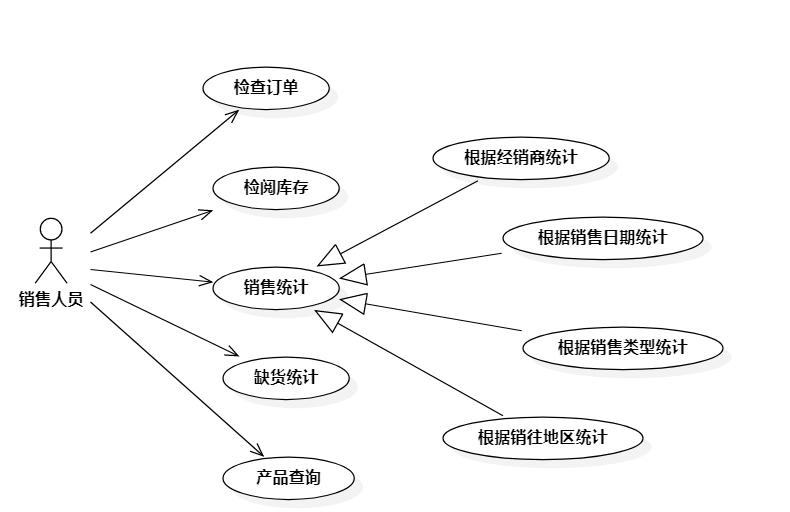 检查订单
根据经销商统计
检阅库存
根据销售日期统计
销售人员
销售统计
根据销售类型统计
缺货统计
根据销往地区统计
产品查询